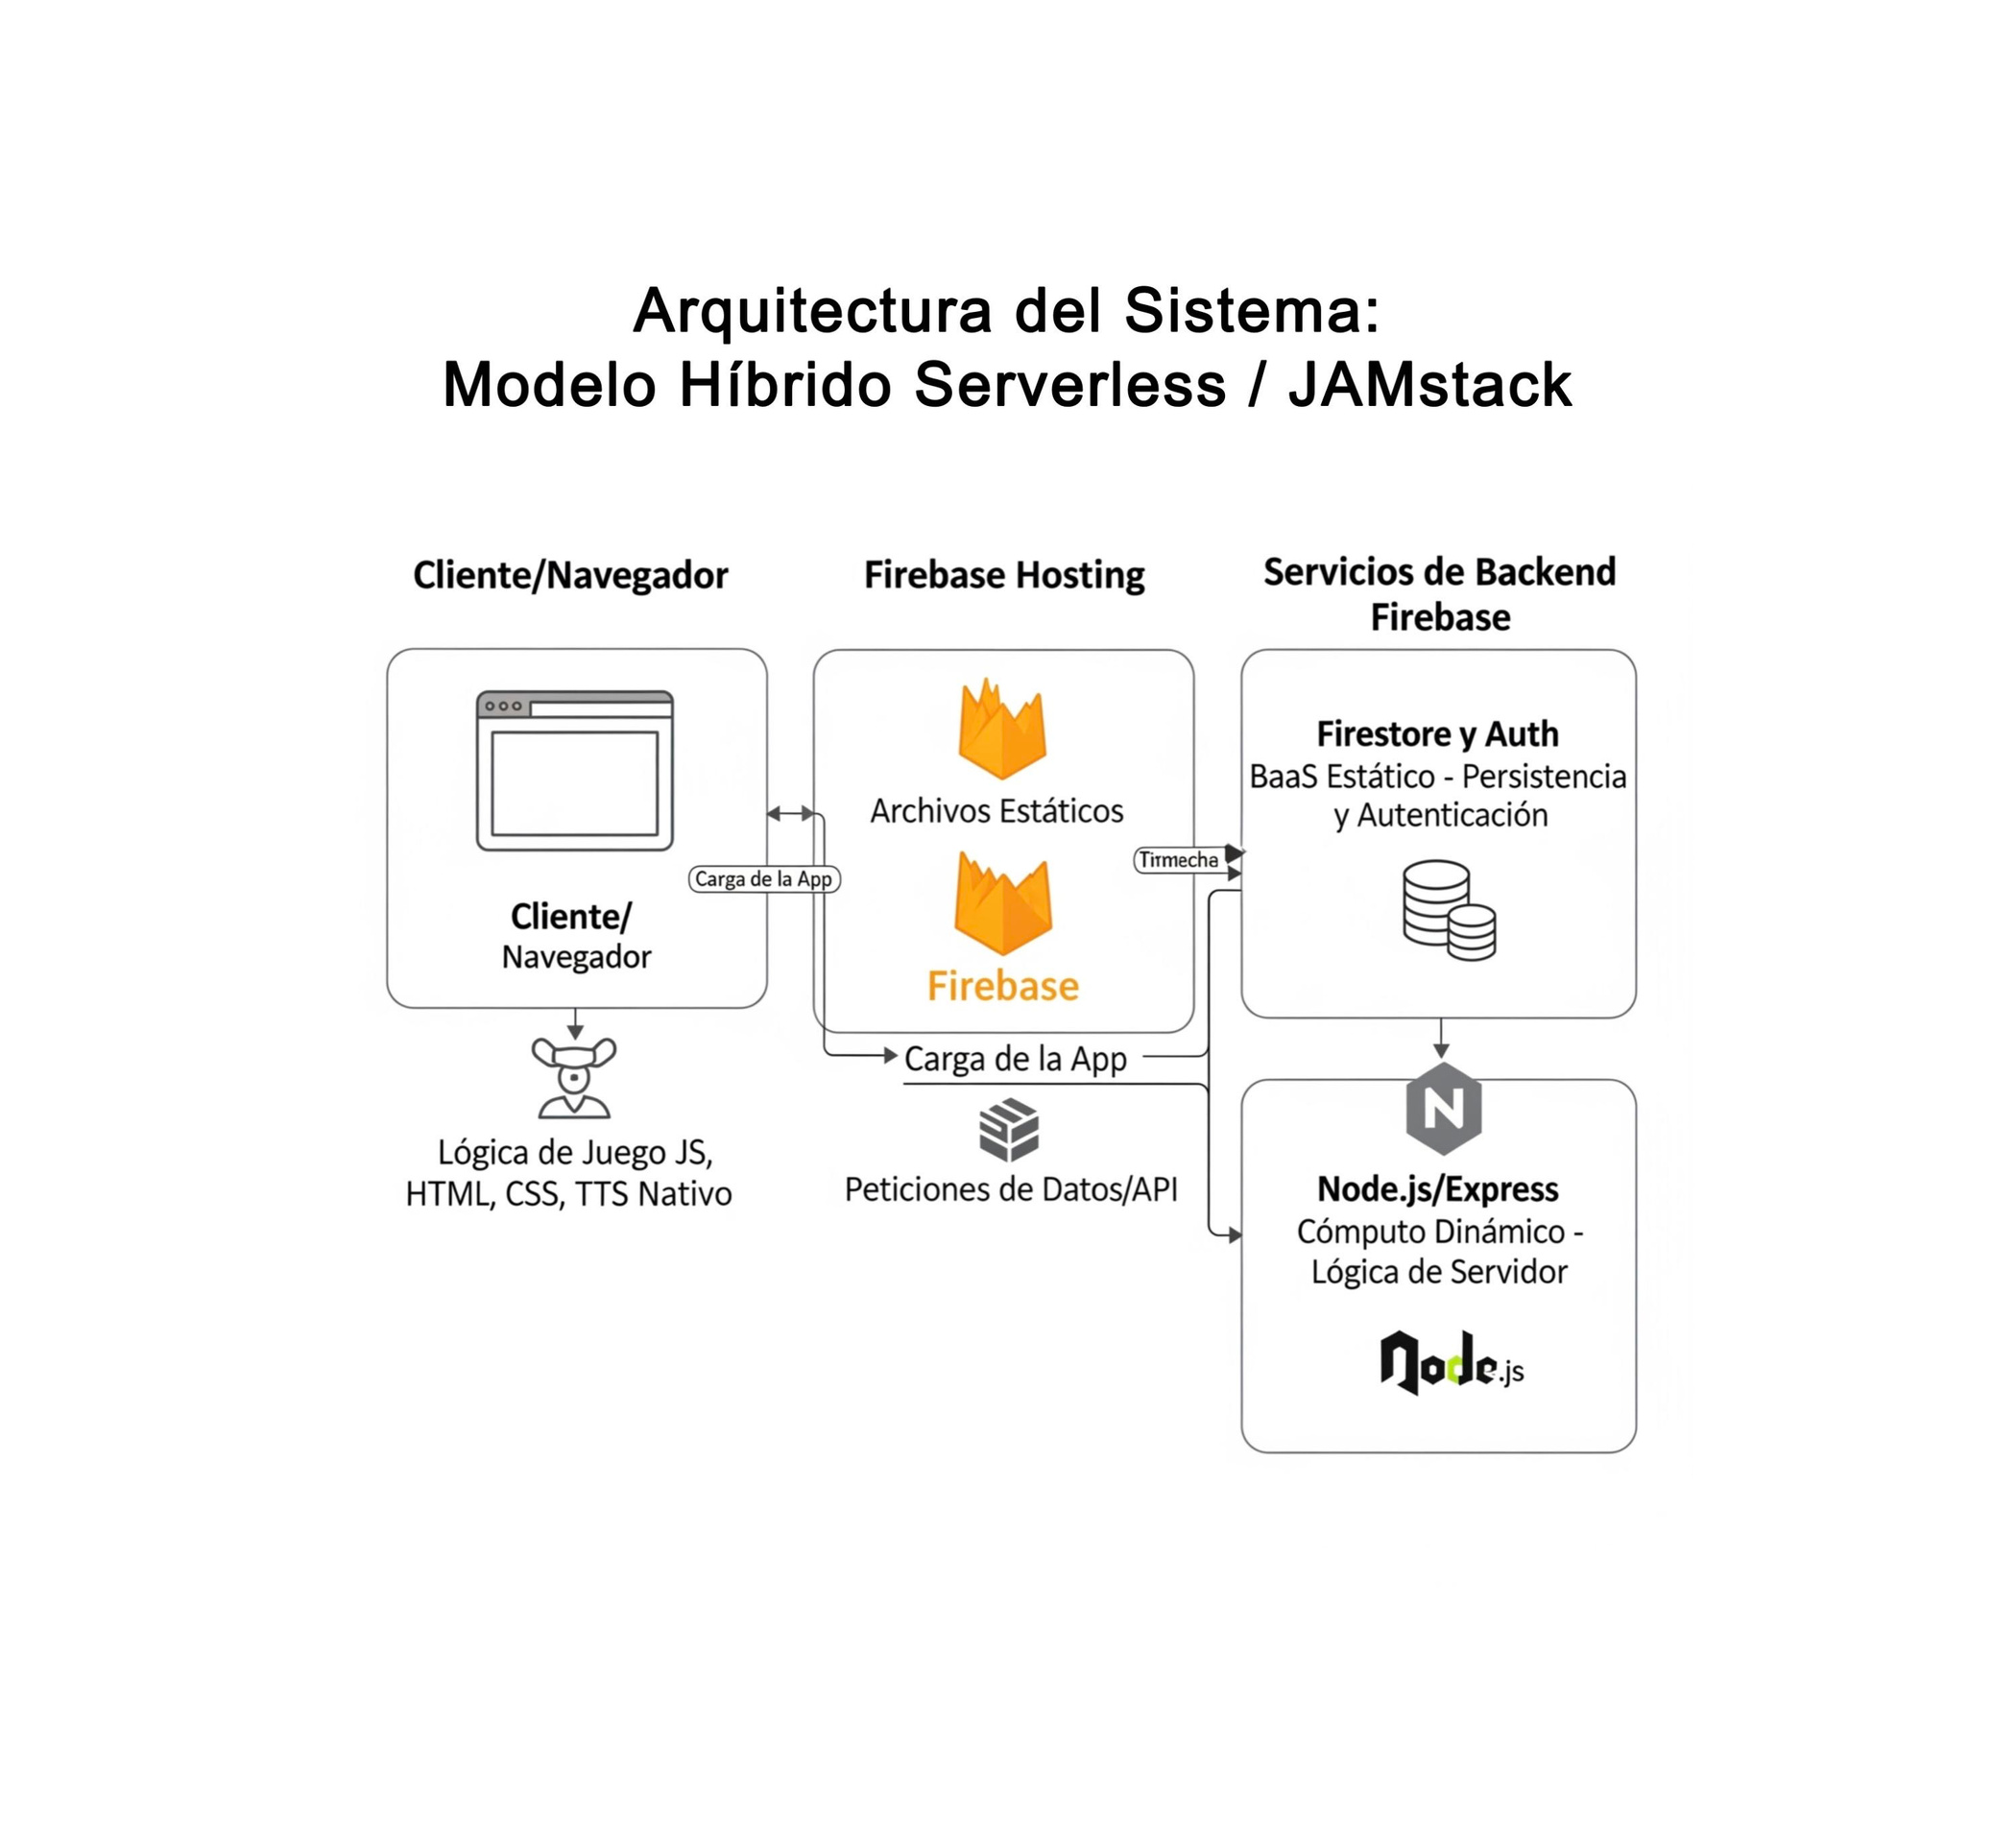 Arquitectura del Sistema:
Modelo Híbrido Serverless / JAMstack
Cliente/Navegador
Firebase Hosting
Servicios de Backend
Firebase
Cliente/
Navegador
Carga de la App
Lógica de Juego JS,
HTML, CSS, TTS Nativo
Archivos Estáticos
Firebase
Tirmecha
Carga de la App
Peticiones de Datos/API
Firestore y Auth
BaaS Estático - Persistencia
y Autenticación
N
Node.js/Express
Cómputo Dinámico -
Lógica de Servidor
node.js